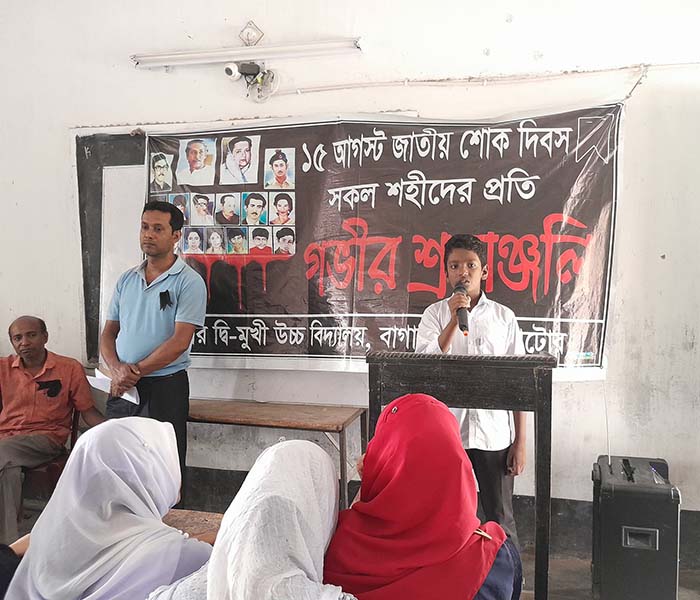 ১৫ আগস্ট জাতীয় শোক দিবস
সকল শহীদের প্রতি
গভীর শ্রদ্ধাঞ্জলি
দ্বি-মুখী উচ্চ বিদ্যালয়,